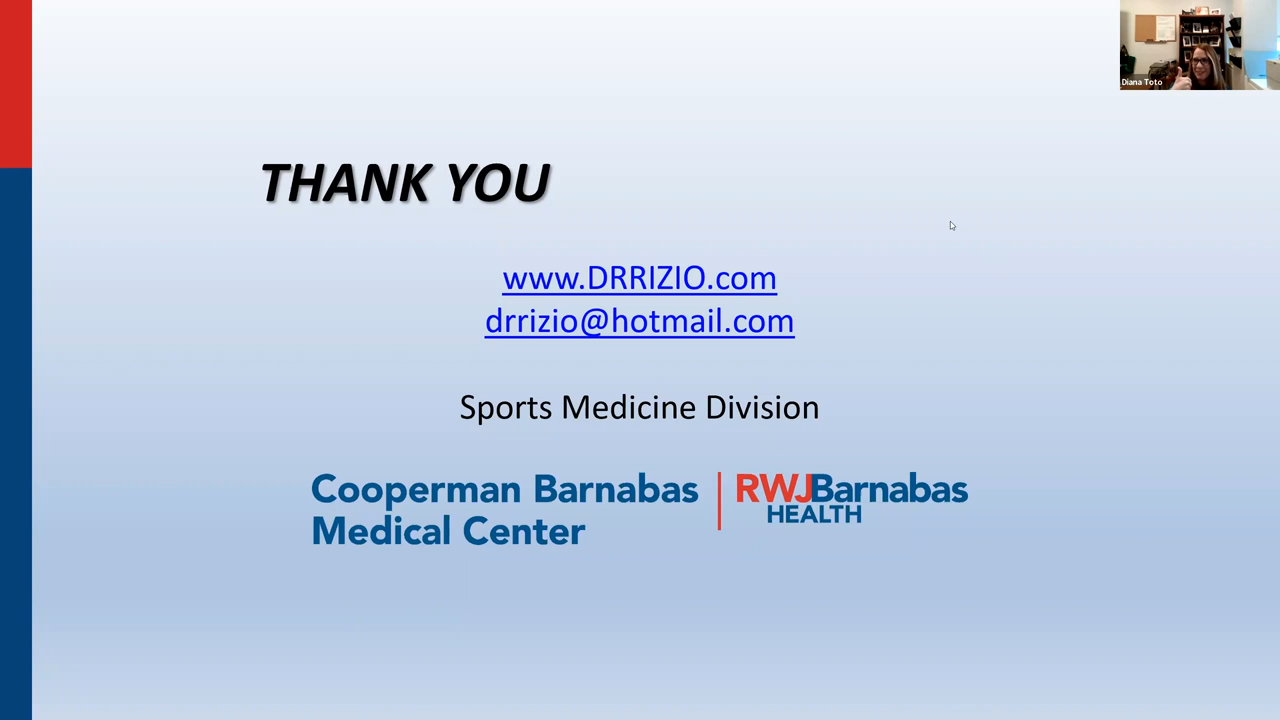 Diana Toto
THANK YOU
www.DRRIZIO.com
drrizio@hotmail.com
Sports Medicine Division
Cooperman Barnabas
Medical Center
RWJBarnabas
HEALTH